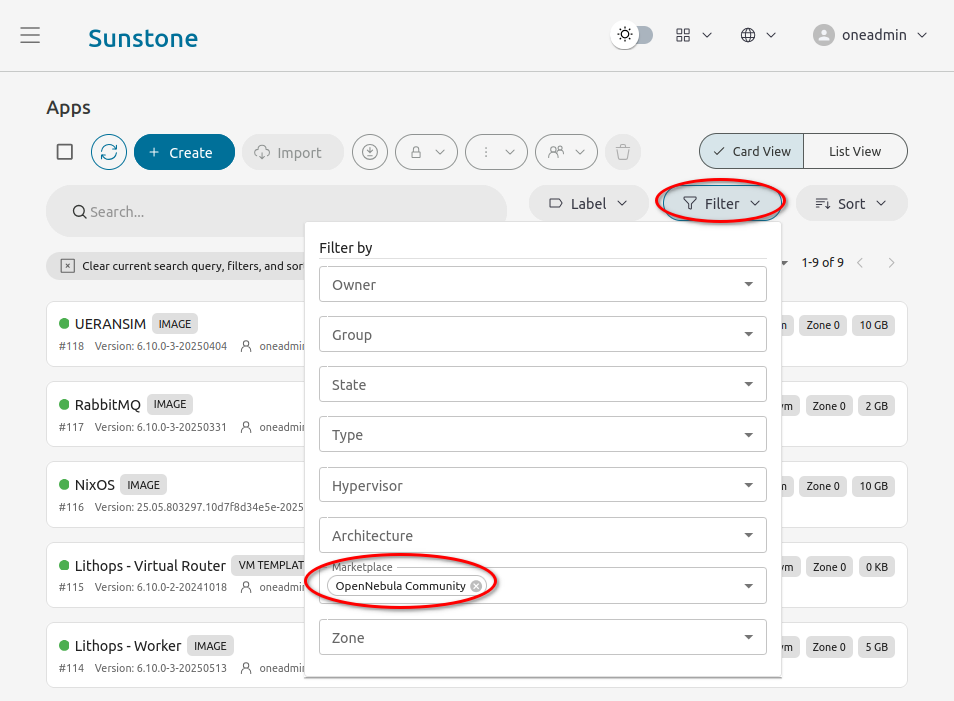 Sunstone
oneadmin
Apps
+ Create
Import
Card View
List View
Search...
Label
Filter
Sort
Clear current search query, filters, and sor
1-9 of 9
Filter by
Owner
Group
State
Type
Hypervisor
Architecture
Marketplace
OpenNebula Community
Zone
UERANSIM IMAGE
Zone 0 10 GB
#118 Version: 6.10.0-3-20250404 oneadmin
RabbitMQ IMAGE
vm Zone 0 2 GB
#117 Version: 6.10.0-3-20250331 oneadmin
NixOS IMAGE
Zone 0 10 GB
#116 Version: 25.05.803297.10d7f8d34e5e-2025
Lithops - Virtual Router VM TEMPLAT
vm Zone 0 0 KB
#115 Version: 6.10.0-2-20241018 oneadmin
Lithops - Worker IMAGE
vm Zone 0 5 GB
#114 Version: 6.10.0-3-20250513 oneadmin